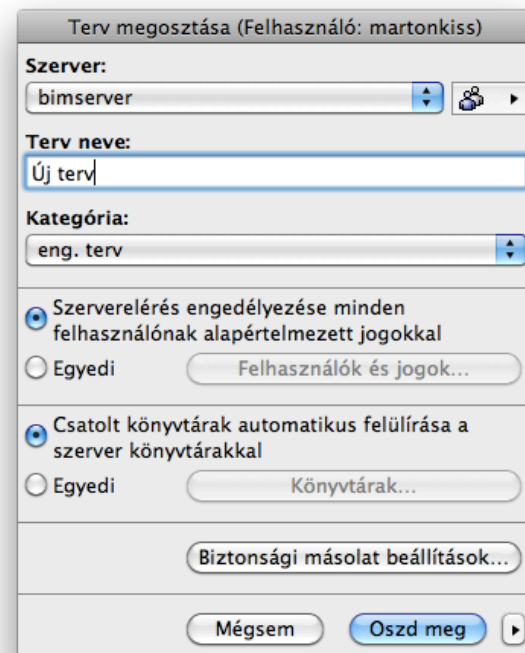 Terv megosztása (Felhasználó: martonkiss)
Szerver:
bimserver
Terv neve:
Új terv
Kategória:
eng. terv
Szerverelérés engedélyezése minden
felhasználónak alapértelmezett jogokkal
Egyedi
Felhasználók és jogok...
Csatolt könyvtárak automatikus felülírása a
szerver könyvtárakkal
Egyedi
Könyvtárak...
Biztonsági másolat beállítások...
Mégsem
Oszd meg